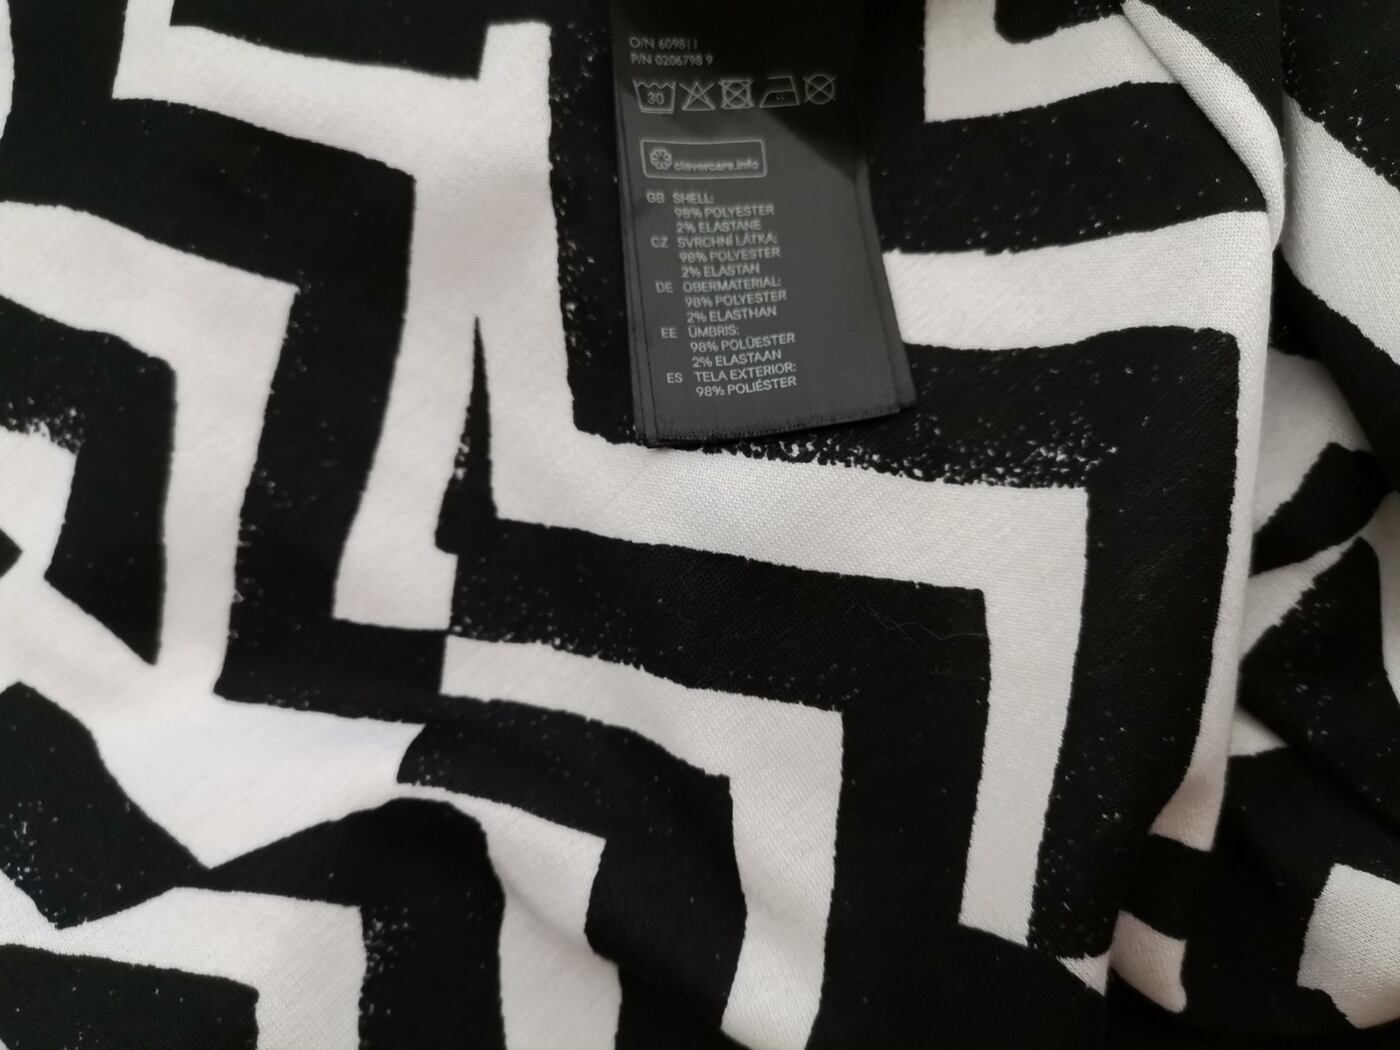 O/N 609811
P/N 0206798 9
30
clevercare.info
GB SHELL:
98% POLYESTER
2% ELASTANE
CZ SVRCHNÍ LÁTKA:
98% POLYESTER
2% ELASTAN
DE OBERMATERIAL:
98% POLYESTER
2% ELASTHAN
EE ÜMBRIS:
98% POLÜESTER
2% ELASTAAN
ES TELA EXTERIOR:
98% POLIÉSTER